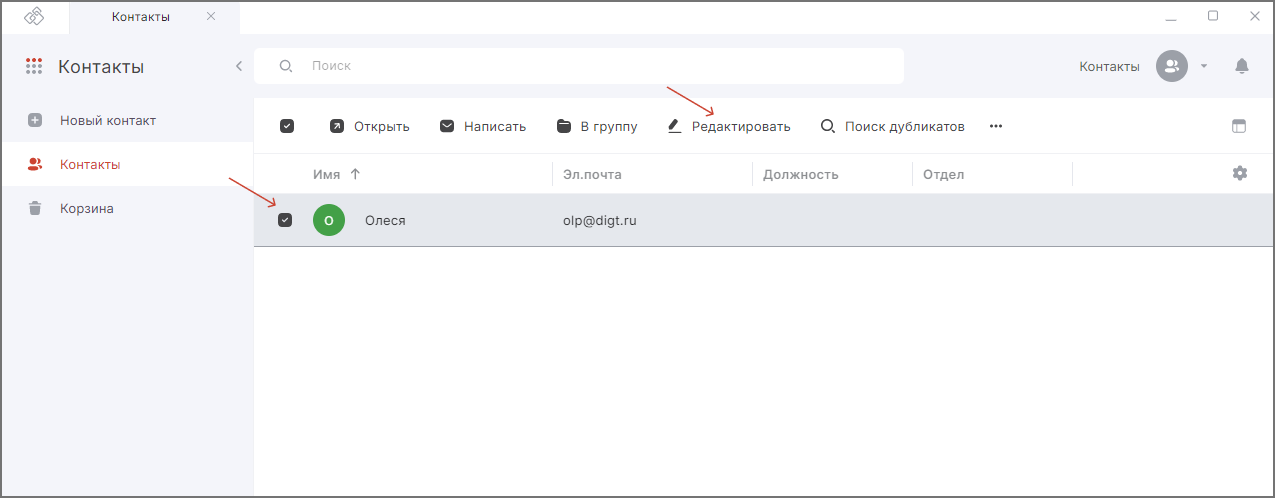 Контакты
Контакты
Поиск
Контакты
Новый контакт
Контакты
Корзина
Открыть Написать В группу Редактировать Поиск дубликатов
Имя Эл.почта Должность Отдел
О Олеся olp@digt.ru